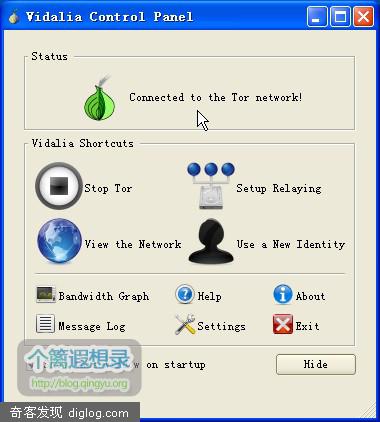 Vidalia Control Panel
Status
Connected to the Tor network!
Vidalia Shortcuts
Stop Tor
Setup Relaying
View the Network
Use a New Identity
Bandwidth Graph
Help
About
Message Log
Settings
Exit
on startup
Hide
个篱遐想录
http://blog.qingyu.org
奇客发现 diglog.com